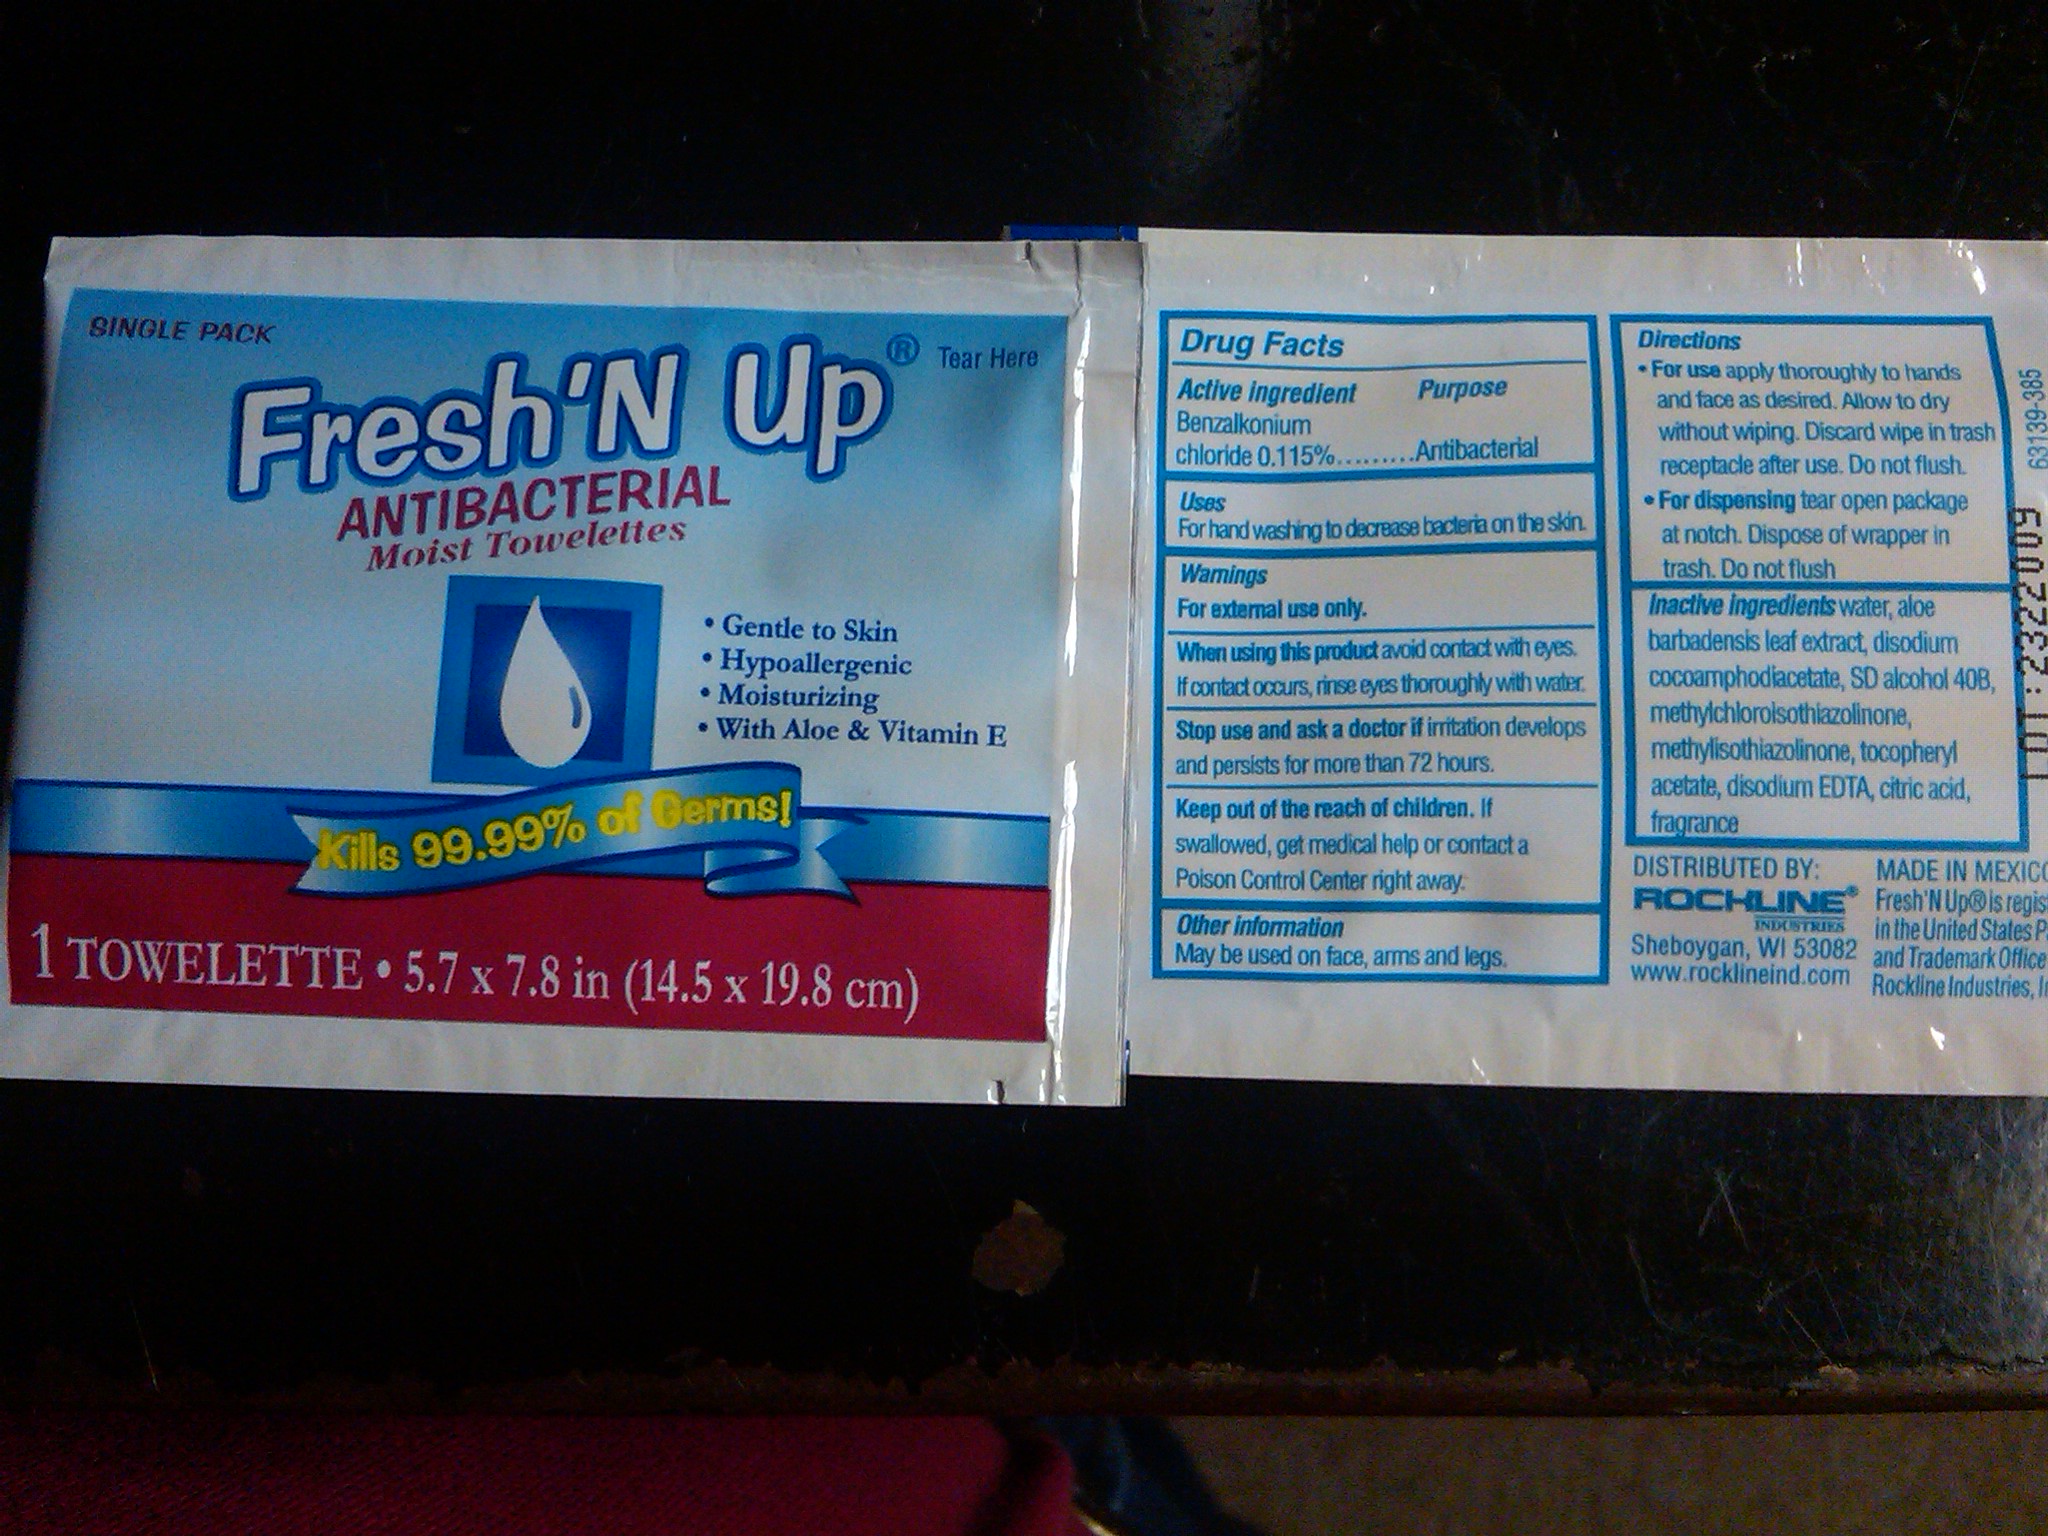 SINGLE PACK
Fresh'N Up®
Tear Here
ANTIBACTERIAL
Moist Towelettes
• Gentle to Skin
• Hypoallergenic
• Moisturizing
• With Aloe & Vitamin E
Kills 99.99% of Germs!
1 TOWELETTE • 5.7 x 7.8 in (14.5 x 19.8 cm)
Drug Facts
Active ingredient Purpose
Benzalkonium
chloride 0.115%.........Antibacterial
Uses
For hand washing to decrease bacteria on the skin.
Warnings
For external use only.
When using this product avoid contact with eyes.
If contact occurs, rinse eyes thoroughly with water.
Stop use and ask a doctor if irritation develops
and persists for more than 72 hours.
Keep out of the reach of children. If
swallowed, get medical help or contact a
Poison Control Center right away.
Other information
May be used on face, arms and legs.
Directions
• For use apply thoroughly to hands
and face as desired. Allow to dry
without wiping. Discard wipe in trash
receptacle after use. Do not flush.
• For dispensing tear open package
at notch. Dispose of wrapper in
trash. Do not flush
Inactive ingredients water, aloe
barbadensis leaf extract, disodium
cocoamphodiacetate, SD alcohol 40B,
methylchloroisothiazolinone,
methylisothiazolinone, tocopheryl
acetate, disodium EDTA, citric acid,
fragrance
DISTRIBUTED BY:
ROCKLINE®
INDUSTRIES
Sheboygan, WI 53082
www.rocklineind.com
MADE IN MEXICO
Fresh'N Up® is
in the United States
and Trademark Office
Rockline Industries,
63139-385
LOT:2322009